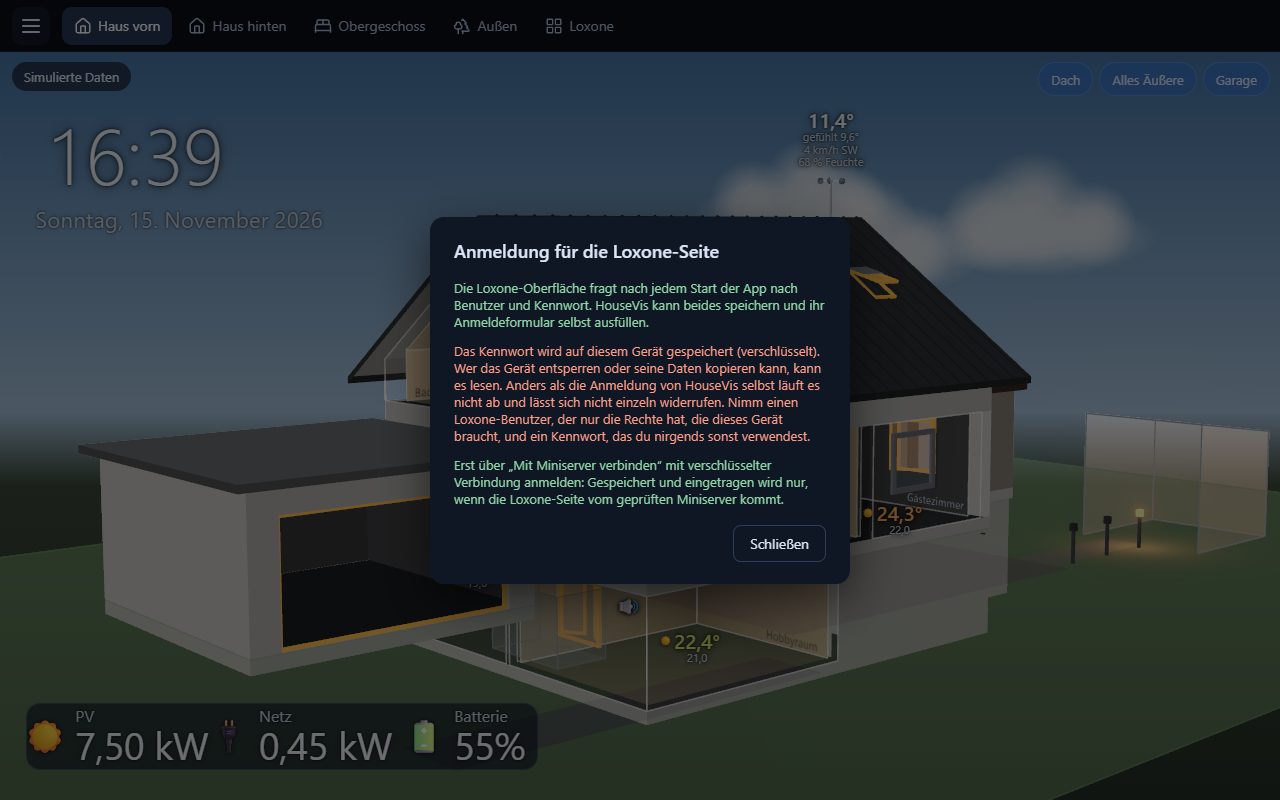 Haus vorn
Haus hinten
Obergeschoss
Außen
Loxone
Simulierte Daten
Dach
Alles Äußere
Garage
16:39
Sonntag, 15. November 2026
11,4°
gefühlt 9,6°
4 km/h SW
68 % Feuchte
Anmeldung für die Loxone-Seite
Die Loxone-Oberfläche fragt nach jedem Start der App nach
Benutzer und Kennwort. HouseVis kann beides speichern und ihr
Anmeldeformular selbst ausfüllen.
Das Kennwort wird auf diesem Gerät gespeichert (verschlüsselt).
Wer das Gerät entsperren oder seine Daten kopieren kann, kann
es lesen. Anders als die Anmeldung von HouseVis selbst läuft es
nicht ab und lässt sich nicht einzeln widerrufen. Nimm einen
Loxone-Benutzer, der nur die Rechte hat, die dieses Gerät
braucht, und ein Kennwort, das du nirgends sonst verwendest.
Erst über „Mit Miniserver verbinden“ mit verschlüsselter
Verbindung anmelden: Gespeichert und eingetragen wird nur,
wenn die Loxone-Seite vom geprüften Miniserver kommt.
Schließen
Gästezimmer
24,3°
22,0
Hobbyraum
22,4°
21,0
PV
7,50 kW
Netz
0,45 kW
Batterie
55%